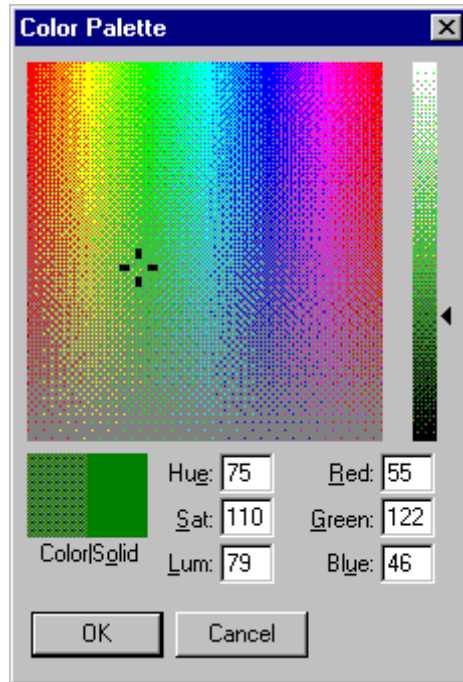 Color Palette
Hue: 75 Red: 55
Sat: 110 Green: 122
Color|Solid
Lum: 79 Blue: 46
OK Cancel